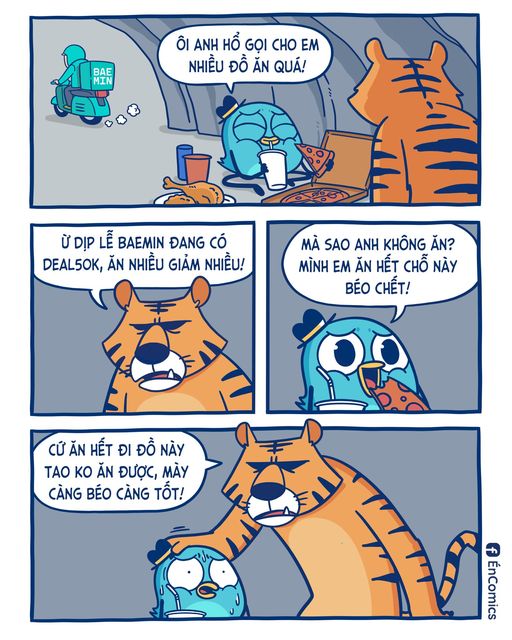 BAE
MIN
ÔI ANH HỔ GỌI CHO EM
NHIỀU ĐỒ ĂN QUÁ!
Ừ DỊP LỄ BAEMIN ĐANG CÓ
DEAL50K, ĂN NHIỀU GIẢM NHIỀU!
MÀ SAO ANH KHÔNG ĂN?
MÌNH EM ĂN HẾT CHỖ NÀY
BÉO CHẾT!
CỨ ĂN HẾT ĐI ĐỒ NÀY
TAO KO ĂN ĐƯỢC, MÀY
CÀNG BÉO CÀNG TỐT!
ÉnComics